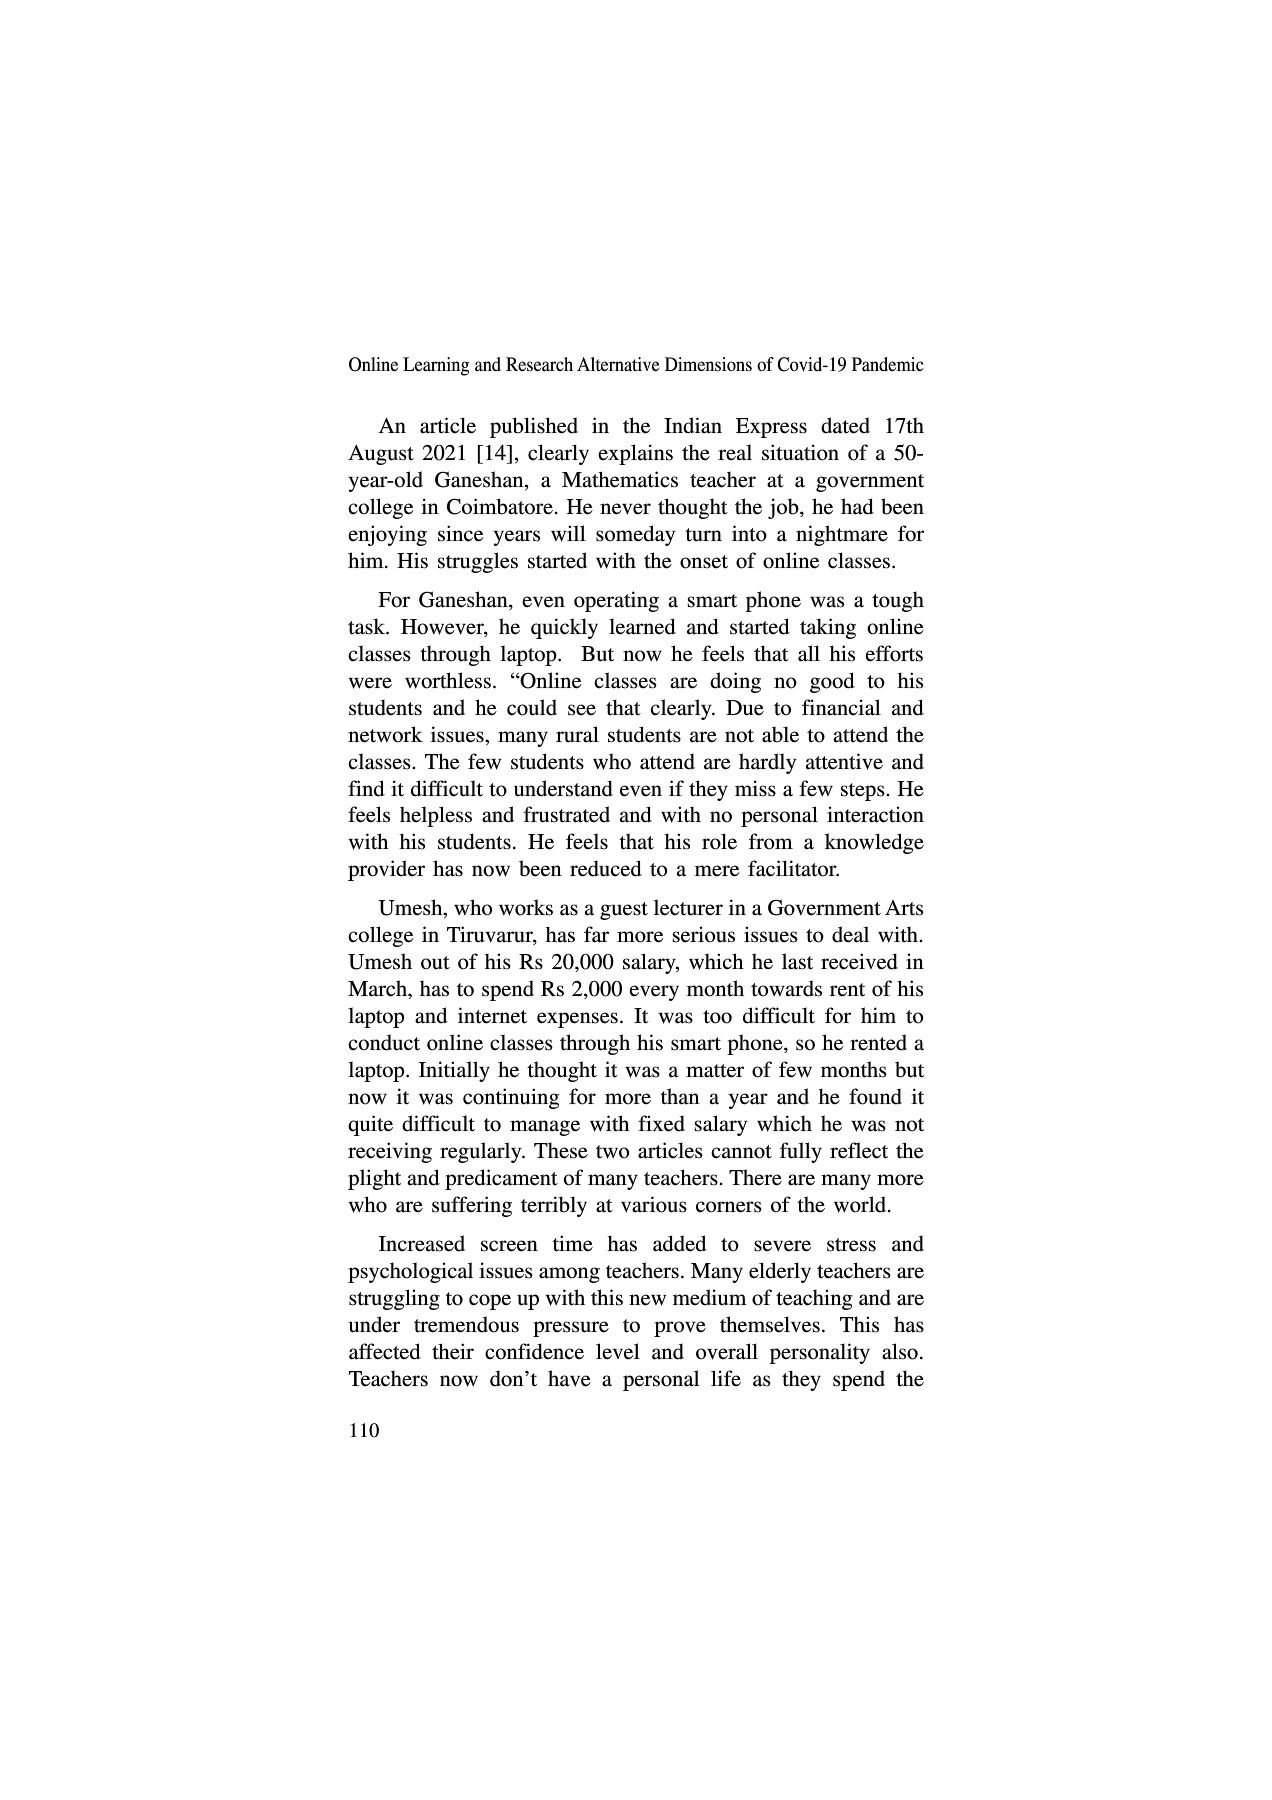 Online Learning and Research Alternative Dimensions of Covid-19 Pandemic
An article published in the Indian Express dated 17th
August 2021 [14], clearly explains the real situation of a 50-
year-old Ganeshan, a Mathematics teacher at a government
college in Coimbatore. He never thought the job, he had been
enjoying since years will someday turn into a nightmare for
him. His struggles started with the onset of online classes.
For Ganeshan, even operating a smart phone was a tough
task. However, he quickly learned and started taking online
classes through laptop.  But now he feels that all his efforts
were worthless. “Online classes are doing no good to his
students and he could see that clearly. Due to financial and
network issues, many rural students are not able to attend the
classes. The few students who attend are hardly attentive and
find it difficult to understand even if they miss a few steps. He
feels helpless and frustrated and with no personal interaction
with his students. He feels that his role from a knowledge
provider has now been reduced to a mere facilitator.
Umesh, who works as a guest lecturer in a Government Arts
college in Tiruvarur, has far more serious issues to deal with.
Umesh out of his Rs 20,000 salary, which he last received in
March, has to spend Rs 2,000 every month towards rent of his
laptop and internet expenses. It was too difficult for him to
conduct online classes through his smart phone, so he rented a
laptop. Initially he thought it was a matter of few months but
now it was continuing for more than a year and he found it
quite difficult to manage with fixed salary which he was not
receiving regularly. These two articles cannot fully reflect the
plight and predicament of many teachers. There are many more
who are suffering terribly at various corners of the world.
Increased screen time has added to severe stress and
psychological issues among teachers. Many elderly teachers are
struggling to cope up with this new medium of teaching and are
under tremendous pressure to prove themselves. This has
affected their confidence level and overall personality also.
Teachers now don’t have a personal life as they spend the
110